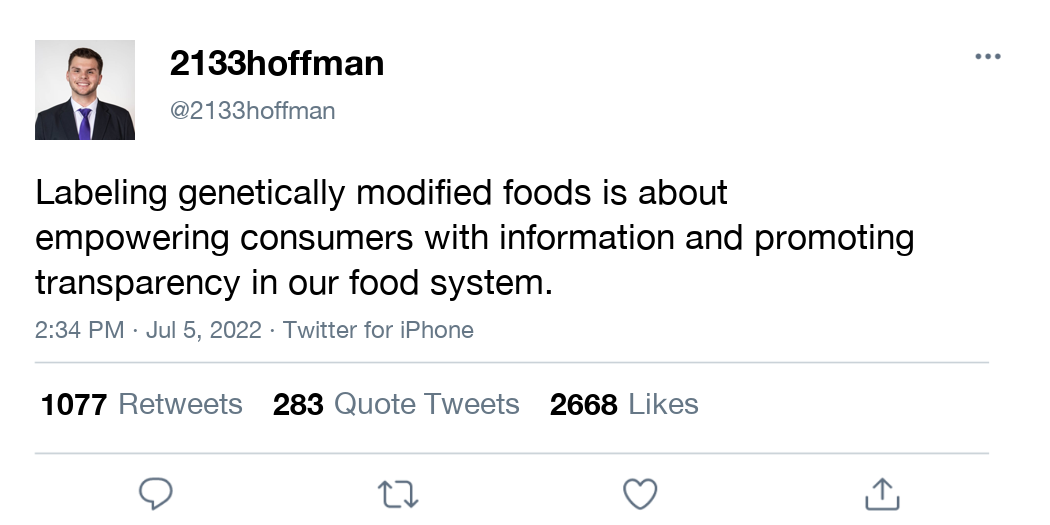 2133hoffman
@2133hoffman
Labeling genetically modified foods is about
empowering consumers with information and promoting
transparency in our food system.
2:34 PM · Jul 5, 2022 · Twitter for iPhone
1077 Retweets 283 Quote Tweets 2668 Likes